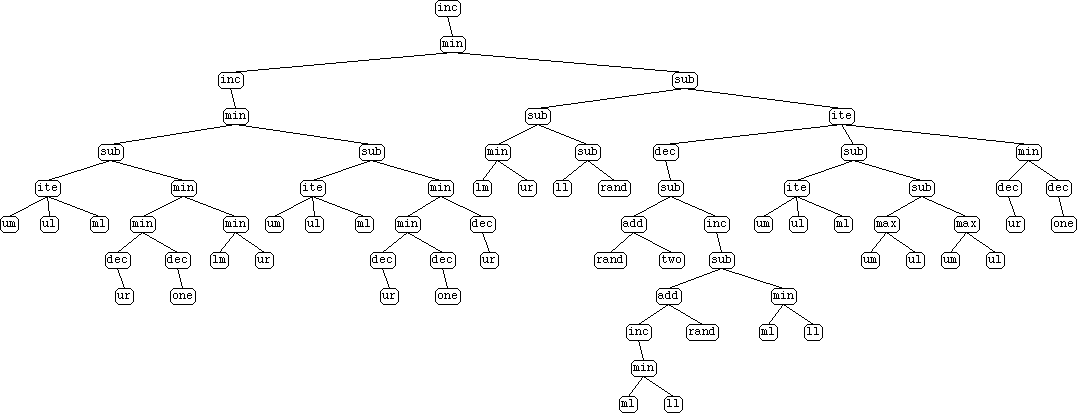 inc
min
inc sub
min sub ite
sub sub min sub dec sub min
ite min ite min lm ur ll rand sub ite sub dec dec
um ul ml min min um ul ml min dec add inc um ul ml max max ur one
dec dec lm ur dec dec ur rand two sub um ul um ul
ur one ur one add min
inc rand ml ll
min
ml ll